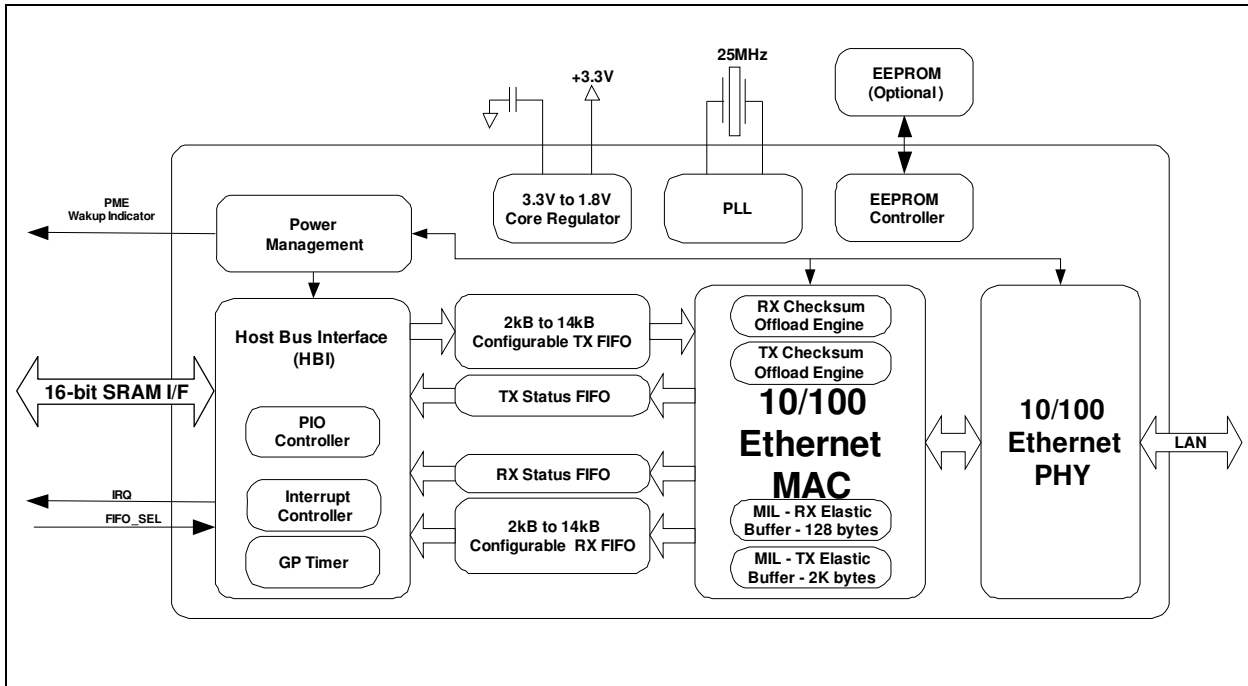 25MHz
+3.3V
EEPROM
(Optional)
3.3V to 1.8V
Core Regulator
PLL
EEPROM
Controller
PME
Wakup Indicator
Power
Management
Host Bus Interface
(HBI)
2kB to 14kB
Configurable TX FIFO
RX Checksum
Offload Engine
TX Checksum
Offload Engine
16-bit SRAM I/F
TX Status FIFO
10/100
Ethernet
MAC
10/100
Ethernet
PHY
LAN
PIO
Controller
RX Status FIFO
IRQ
FIFO_SEL
Interrupt
Controller
2kB to 14kB
Configurable RX FIFO
MIL - RX Elastic
Buffer - 128 bytes
GP Timer
MIL - TX Elastic
Buffer - 2K bytes